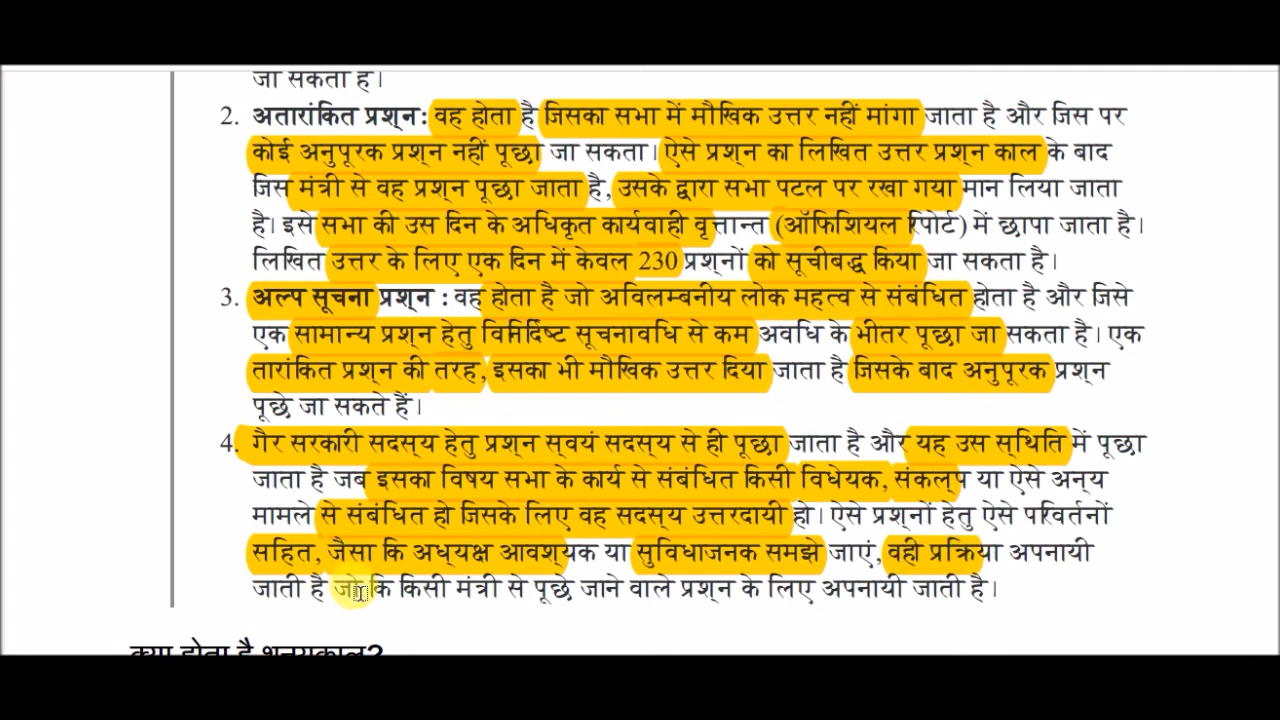 जा सकता है।
2. अतारांकित प्रश्न: वह होता है जिसका सभा में मौखिक उत्तर नहीं मांगा जाता है और जिस पर
कोई अनुपूरक प्रश्न नहीं पूछा जा सकता। ऐसे प्रश्न का लिखित उत्तर प्रश्न काल के बाद
जिस मंत्री से वह प्रश्न पूछा जाता है, उसके द्वारा सभा पटल पर रखा गया मान लिया जाता
है। इसे सभा की उस दिन के अधिकृत कार्यवाही वृत्तान्त (ऑफिशियल रिपोर्ट) में छापा जाता है।
लिखित उत्तर के लिए एक दिन में केवल 230 प्रश्नों को सूचीबद्ध किया जा सकता है।
3. अल्प सूचना प्रश्न : वह होता है जो अविलम्बनीय लोक महत्व से संबंधित होता है और जिसे
एक सामान्य प्रश्न हेतु विनिर्दिष्ट सूचनावधि से कम अवधि के भीतर पूछा जा सकता है। एक
तारांकित प्रश्न की तरह, इसका भी मौखिक उत्तर दिया जाता है जिसके बाद अनुपूरक प्रश्न
पूछे जा सकते हैं।
4. गैर सरकारी सदस्य हेतु प्रश्न स्वयं सदस्य से ही पूछा जाता है और यह उस स्थिति में पूछा
जाता है जब इसका विषय सभा के कार्य से संबंधित किसी विधेयक, संकल्प या ऐसे अन्य
मामले से संबंधित हो जिसके लिए वह सदस्य उत्तरदायी हो। ऐसे प्रश्नों हेतु ऐसे परिवर्तनों
सहित, जैसा कि अध्यक्ष आवश्यक या सुविधाजनक समझे जाएं, वही प्रक्रिया अपनायी
जाती है जो कि किसी मंत्री से पूछे जाने वाले प्रश्न के लिए अपनायी जाती है।
क्या होता है शून्यकाल?